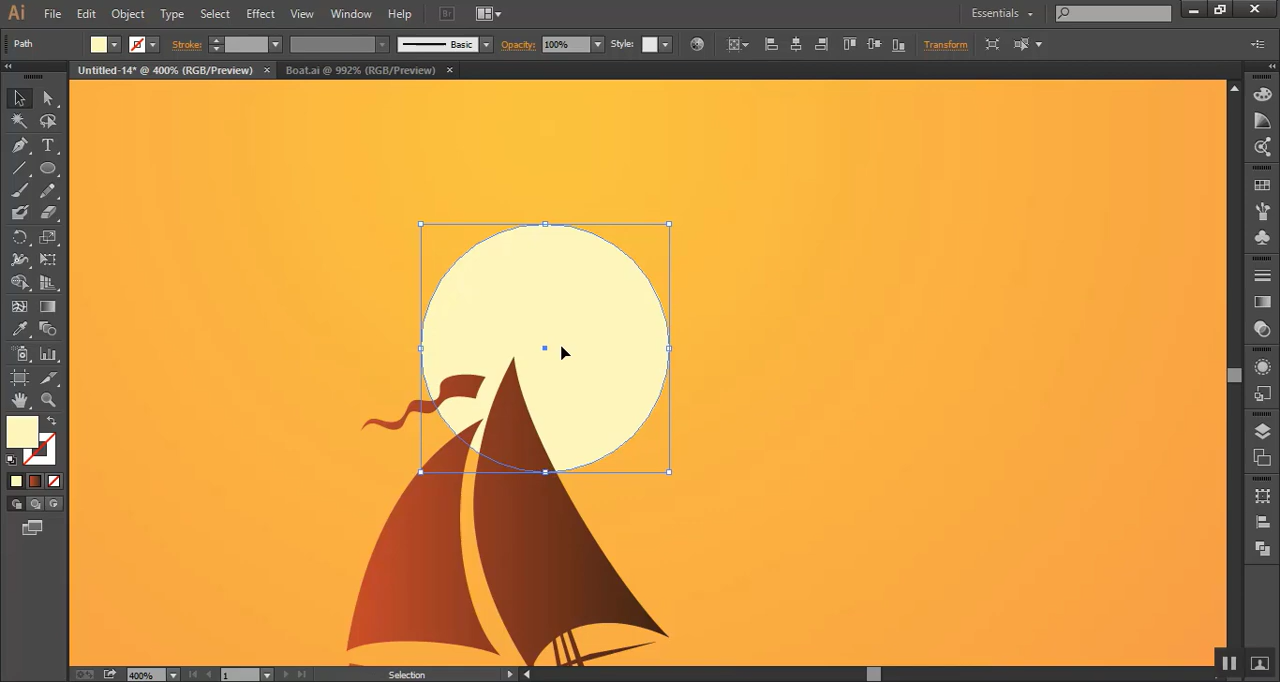 Ai File Edit Object Type Select Effect View Window Help Br Essentials
Path Stroke: Basic Opacity: 100% Style: Transform
Untitled-14* @ 400% (RGB/Preview) × Boat.ai @ 992% (RGB/Preview) ×
T
400% 1 Selection